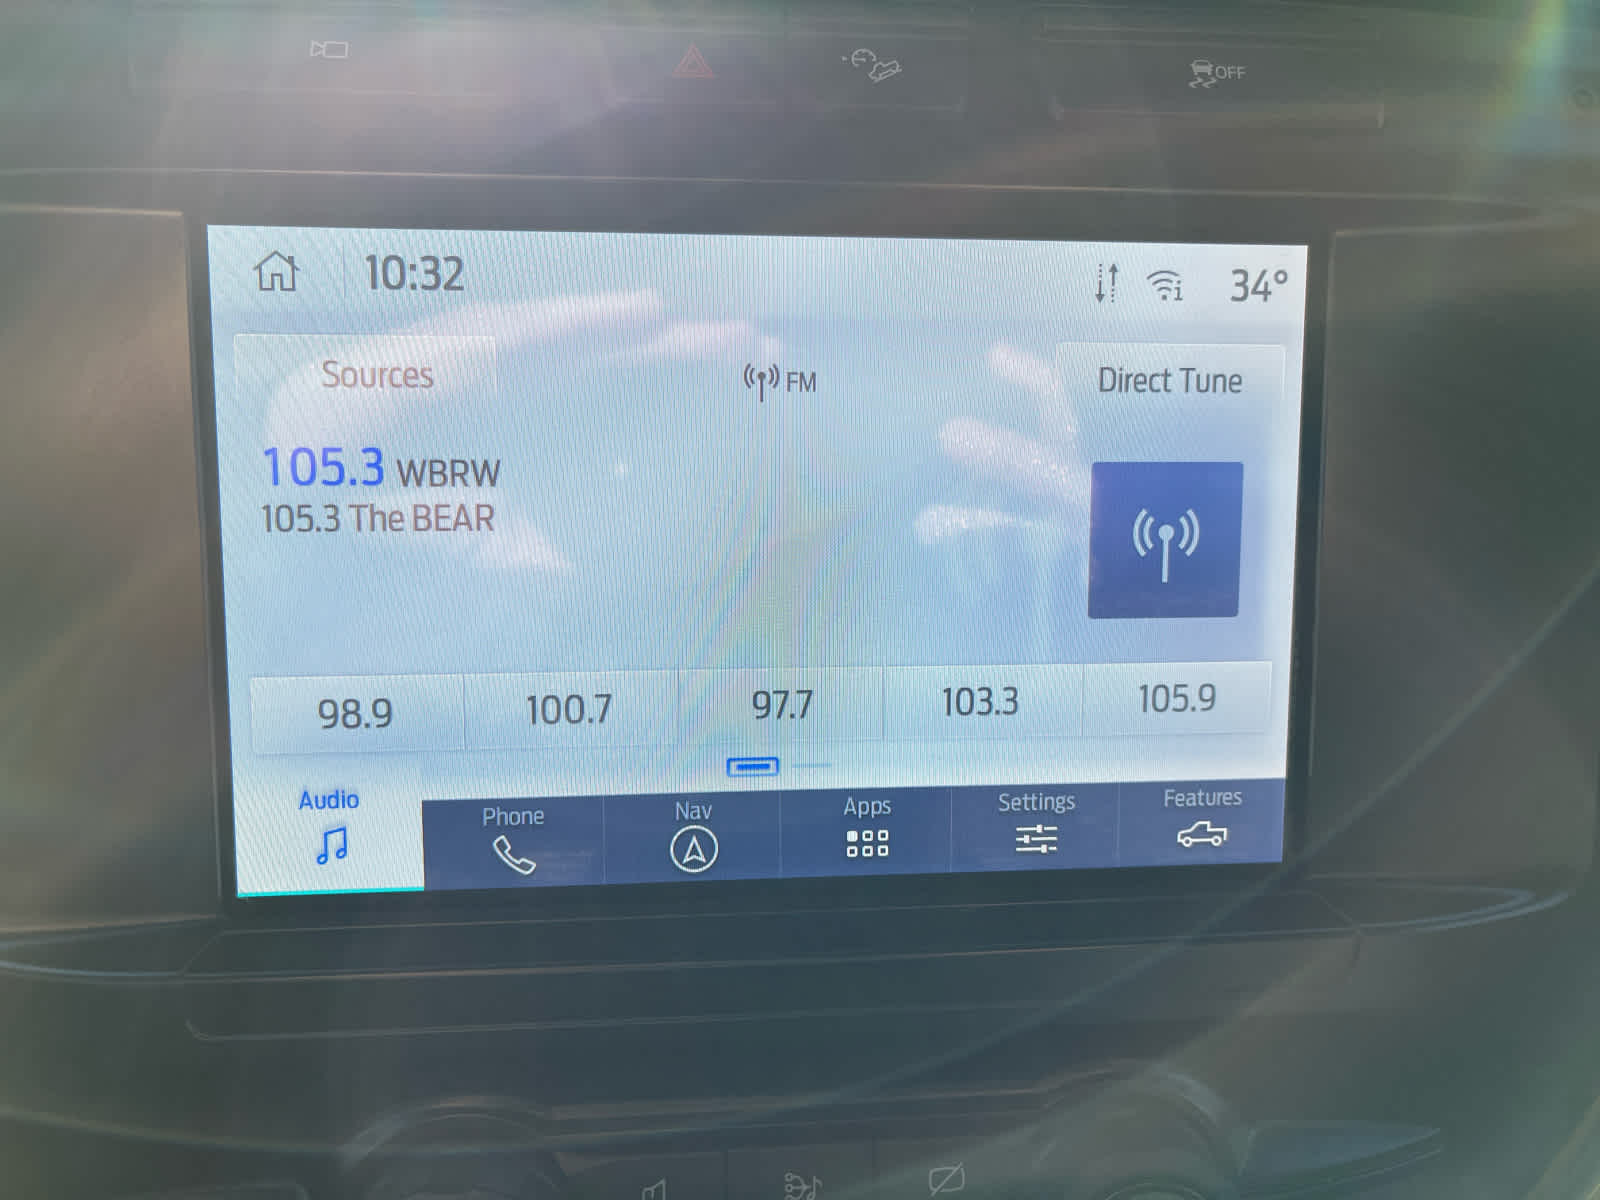 OFF
10:32
34°
Sources
FM
Direct Tune
105.3 WBRW
105.3 The BEAR
98.9 100.7 97.7 103.3 105.9
Audio
Phone
Nav
Apps
Settings
Features